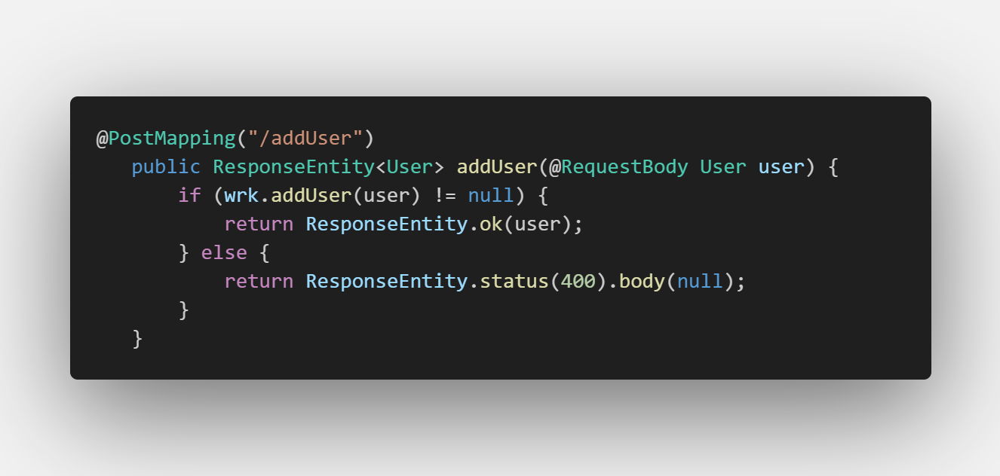 @PostMapping("/addUser")
   public ResponseEntity<User> addUser(@RequestBody User user) {
       if (wrk.addUser(user) != null) {
           return ResponseEntity.ok(user);
       } else {
           return ResponseEntity.status(400).body(null);
       }
   }